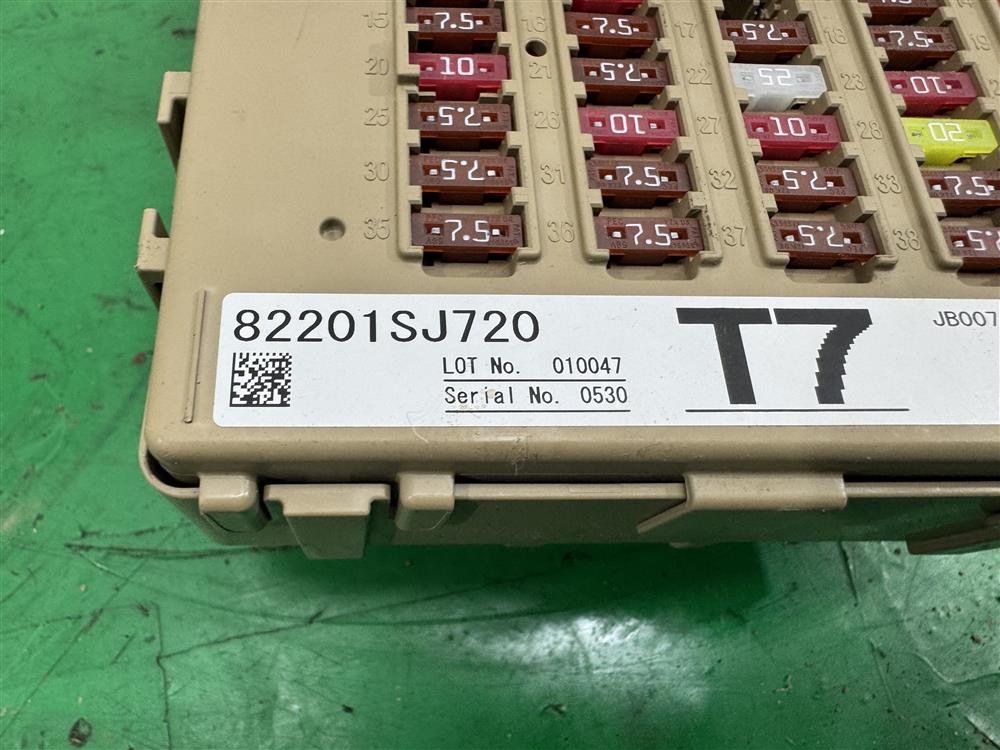 15 7.5 16 7.5 17 7.5 18 7.5 19
20 10 21 7.5 22 25 23 10
25 7.5 26 10 27 10 28 20
30 7.5 31 7.5 32 7.5 33 7.5
35 7.5 36 7.5 37 7.5 38 7.5
82201SJ720
T7
JB007
LOT No. 010047
Serial No. 0530